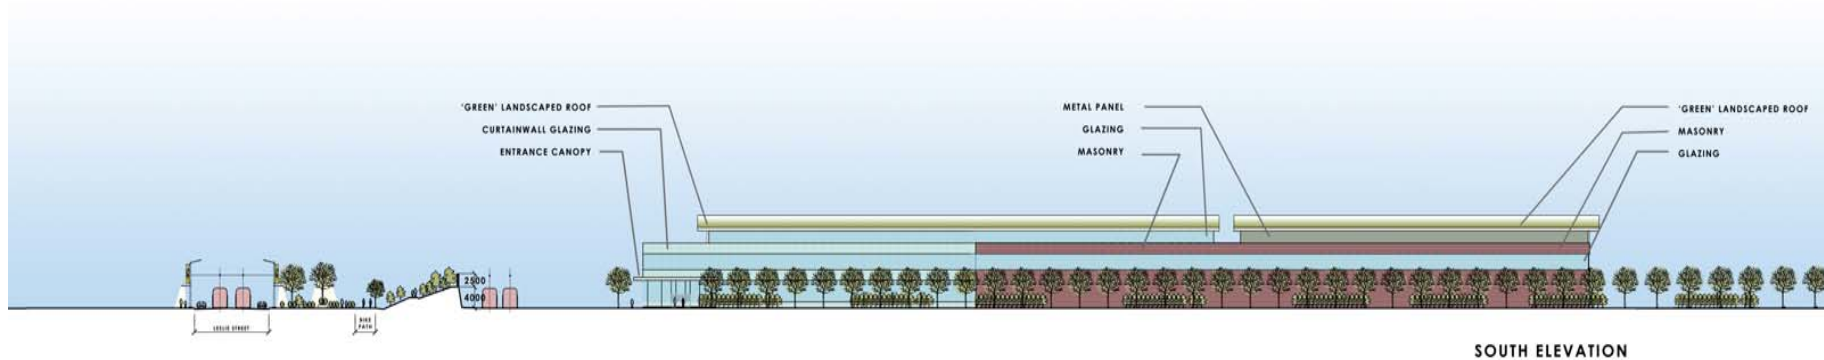 'GREEN' LANDSCAPED ROOF
CURTAINWALL GLAZING
ENTRANCE CANOPY
METAL PANEL
GLAZING
MASONRY
'GREEN' LANDSCAPED ROOF
MASONRY
GLAZING
2500
4000
LESLIE STREET
BIKE
PATH
SOUTH ELEVATION